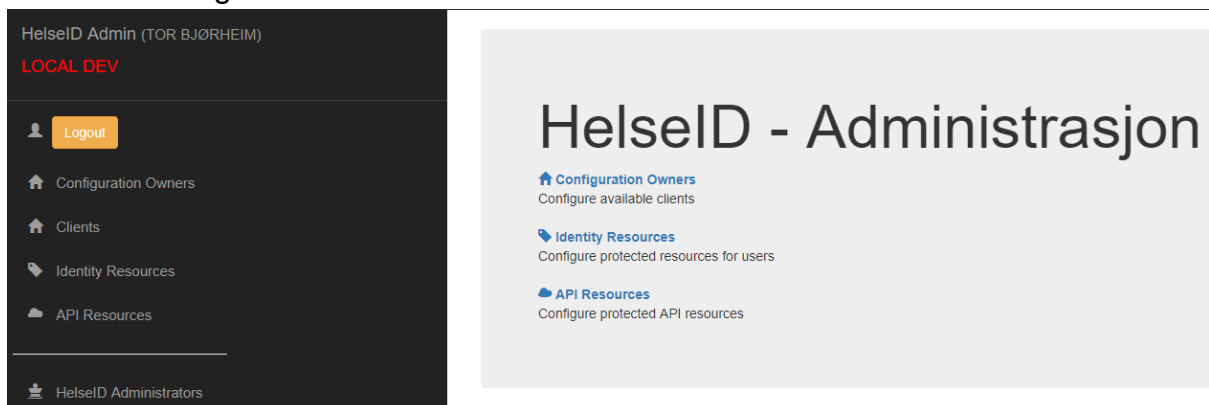 HelseID Admin (TOR BJØRHEIM)
LOCAL DEV
Logout
Configuration Owners
Clients
Identity Resources
API Resources
HelseID Administrators
HelseID - Administrasjon
Configuration Owners
Configure available clients
Identity Resources
Configure protected resources for users
API Resources
Configure protected API resources